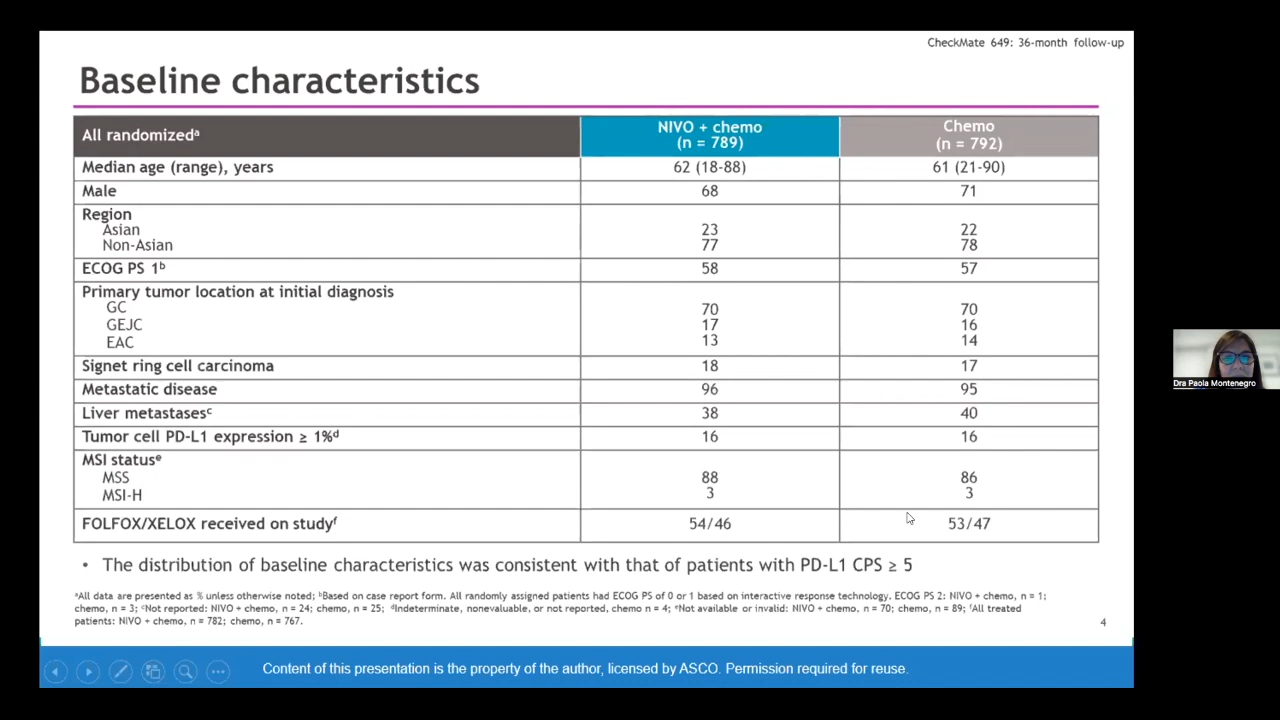 CheckMate 649: 36-month follow-up
Baseline characteristics
All randomizedᵃ NIVO + chemo (n = 789) Chemo (n = 792)
Median age (range), years 62 (18-88) 61 (21-90)
Male 68 71
Region
Asian 23 22
Non-Asian 77 78
ECOG PS 1ᵇ 58 57
Primary tumor location at initial diagnosis
GC 70 70
GEJC 17 16
EAC 13 14
Signet ring cell carcinoma 18 17
Metastatic disease 96 95
Liver metastasesᶜ 38 40
Tumor cell PD-L1 expression ≥ 1%ᵈ 16 16
MSI statusᵉ
MSS 88 86
MSI-H 3 3
FOLFOX/XELOX received on studyᶠ 54/46 53/47
• The distribution of baseline characteristics was consistent with that of patients with PD-L1 CPS ≥ 5
ᵃAll data are presented as % unless otherwise noted; ᵇBased on case report form. All randomly assigned patients had ECOG PS of 0 or 1 based on interactive response technology. ECOG PS 2: NIVO + chemo, n = 1;
chemo, n = 3; ᶜNot reported: NIVO + chemo, n = 24; chemo, n = 25; ᵈIndeterminate, nonevaluable, or not reported, chemo n = 4; ᵉNot available or invalid: NIVO + chemo, n = 70; chemo, n = 89; ᶠAll treated
patients: NIVO + chemo, n = 782; chemo, n = 767.
4
Content of this presentation is the property of the author, licensed by ASCO. Permission required for reuse.
Dra Paola Montenegro